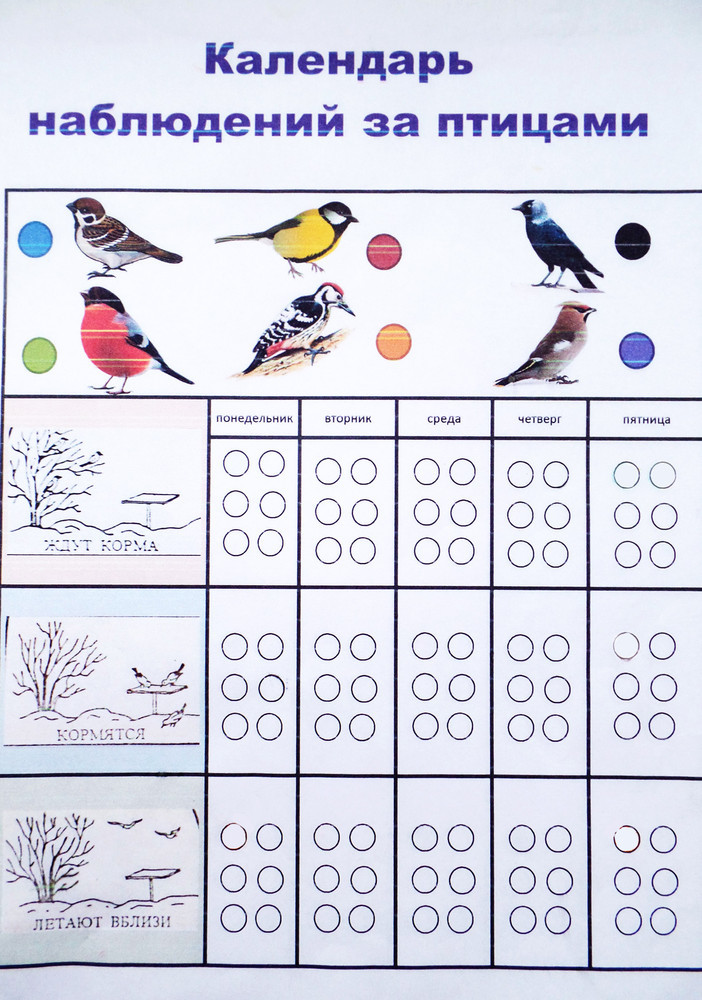 Календарь
наблюдений за птицами
понедельник вторник среда четверг пятница
ЖДУТ КОРМА
КОРМЯТСЯ
ЛЕТАЮТ ВБЛИЗИ